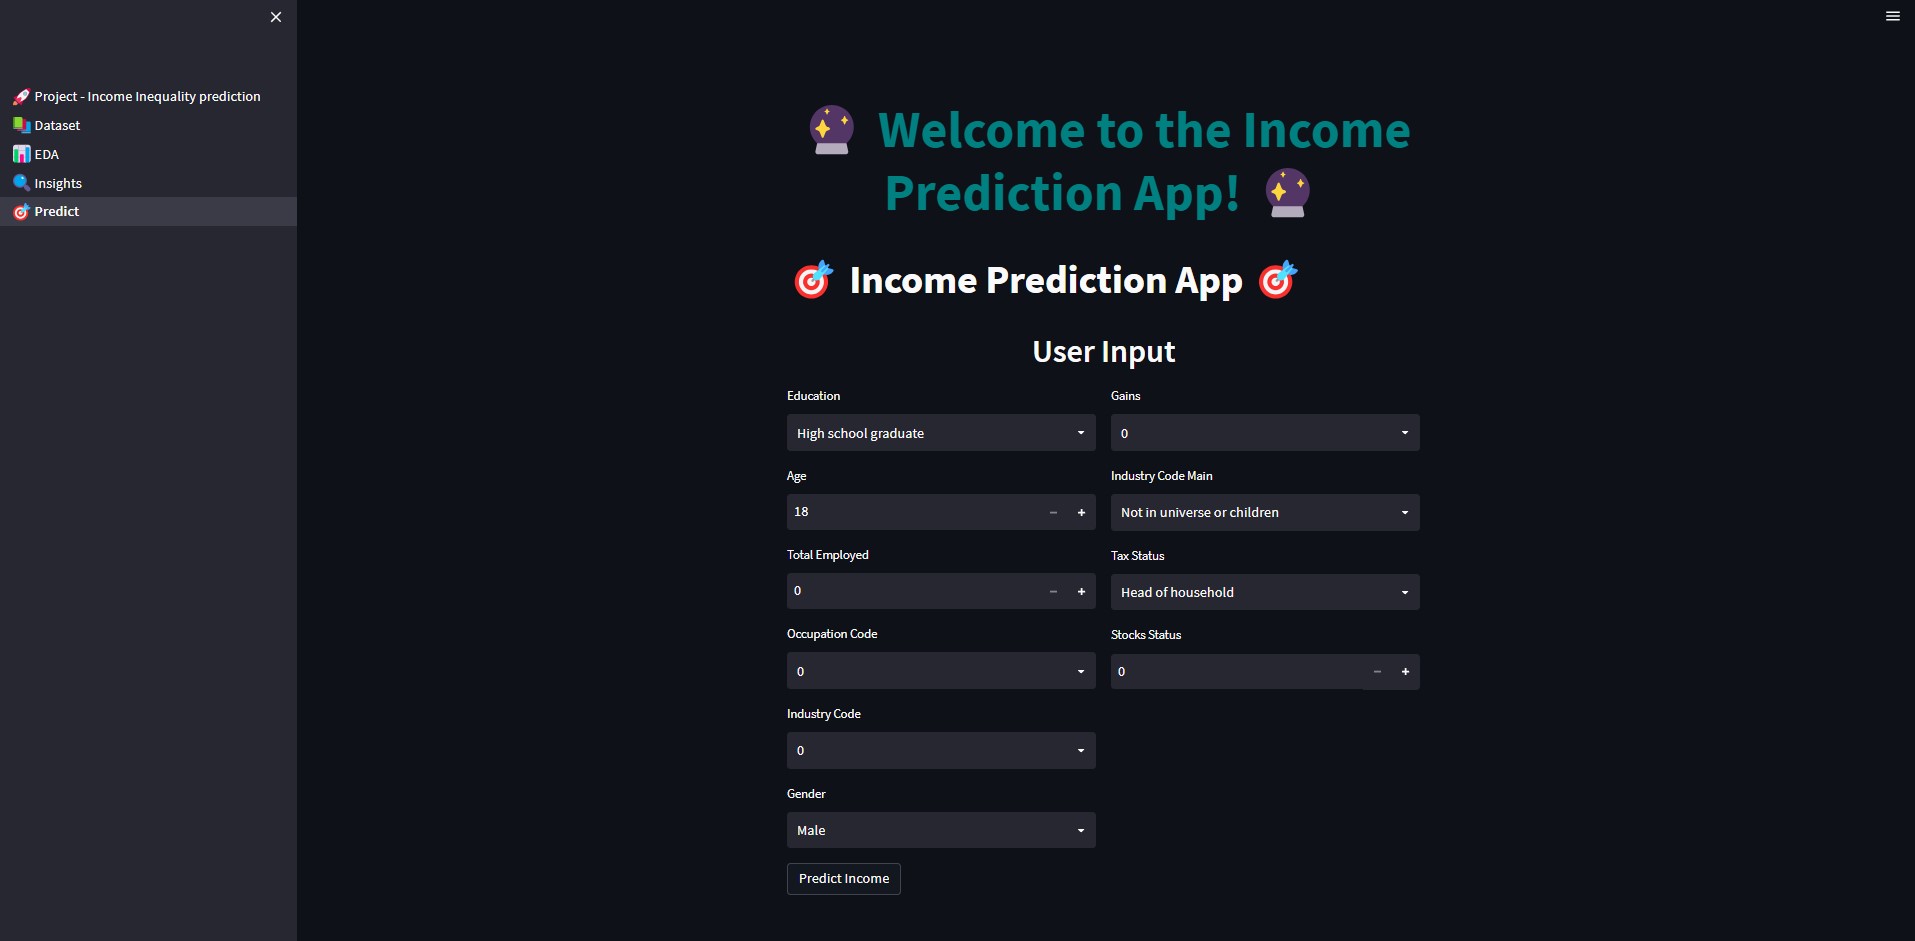 Project - Income Inequality prediction
Dataset
EDA
Insights
Predict
Welcome to the Income
Prediction App!
Income Prediction App
User Input
Education
High school graduate
Age
18
Total Employed
0
Occupation Code
0
Industry Code
0
Gender
Male
Predict Income
Gains
0
Industry Code Main
Not in universe or children
Tax Status
Head of household
Stocks Status
0